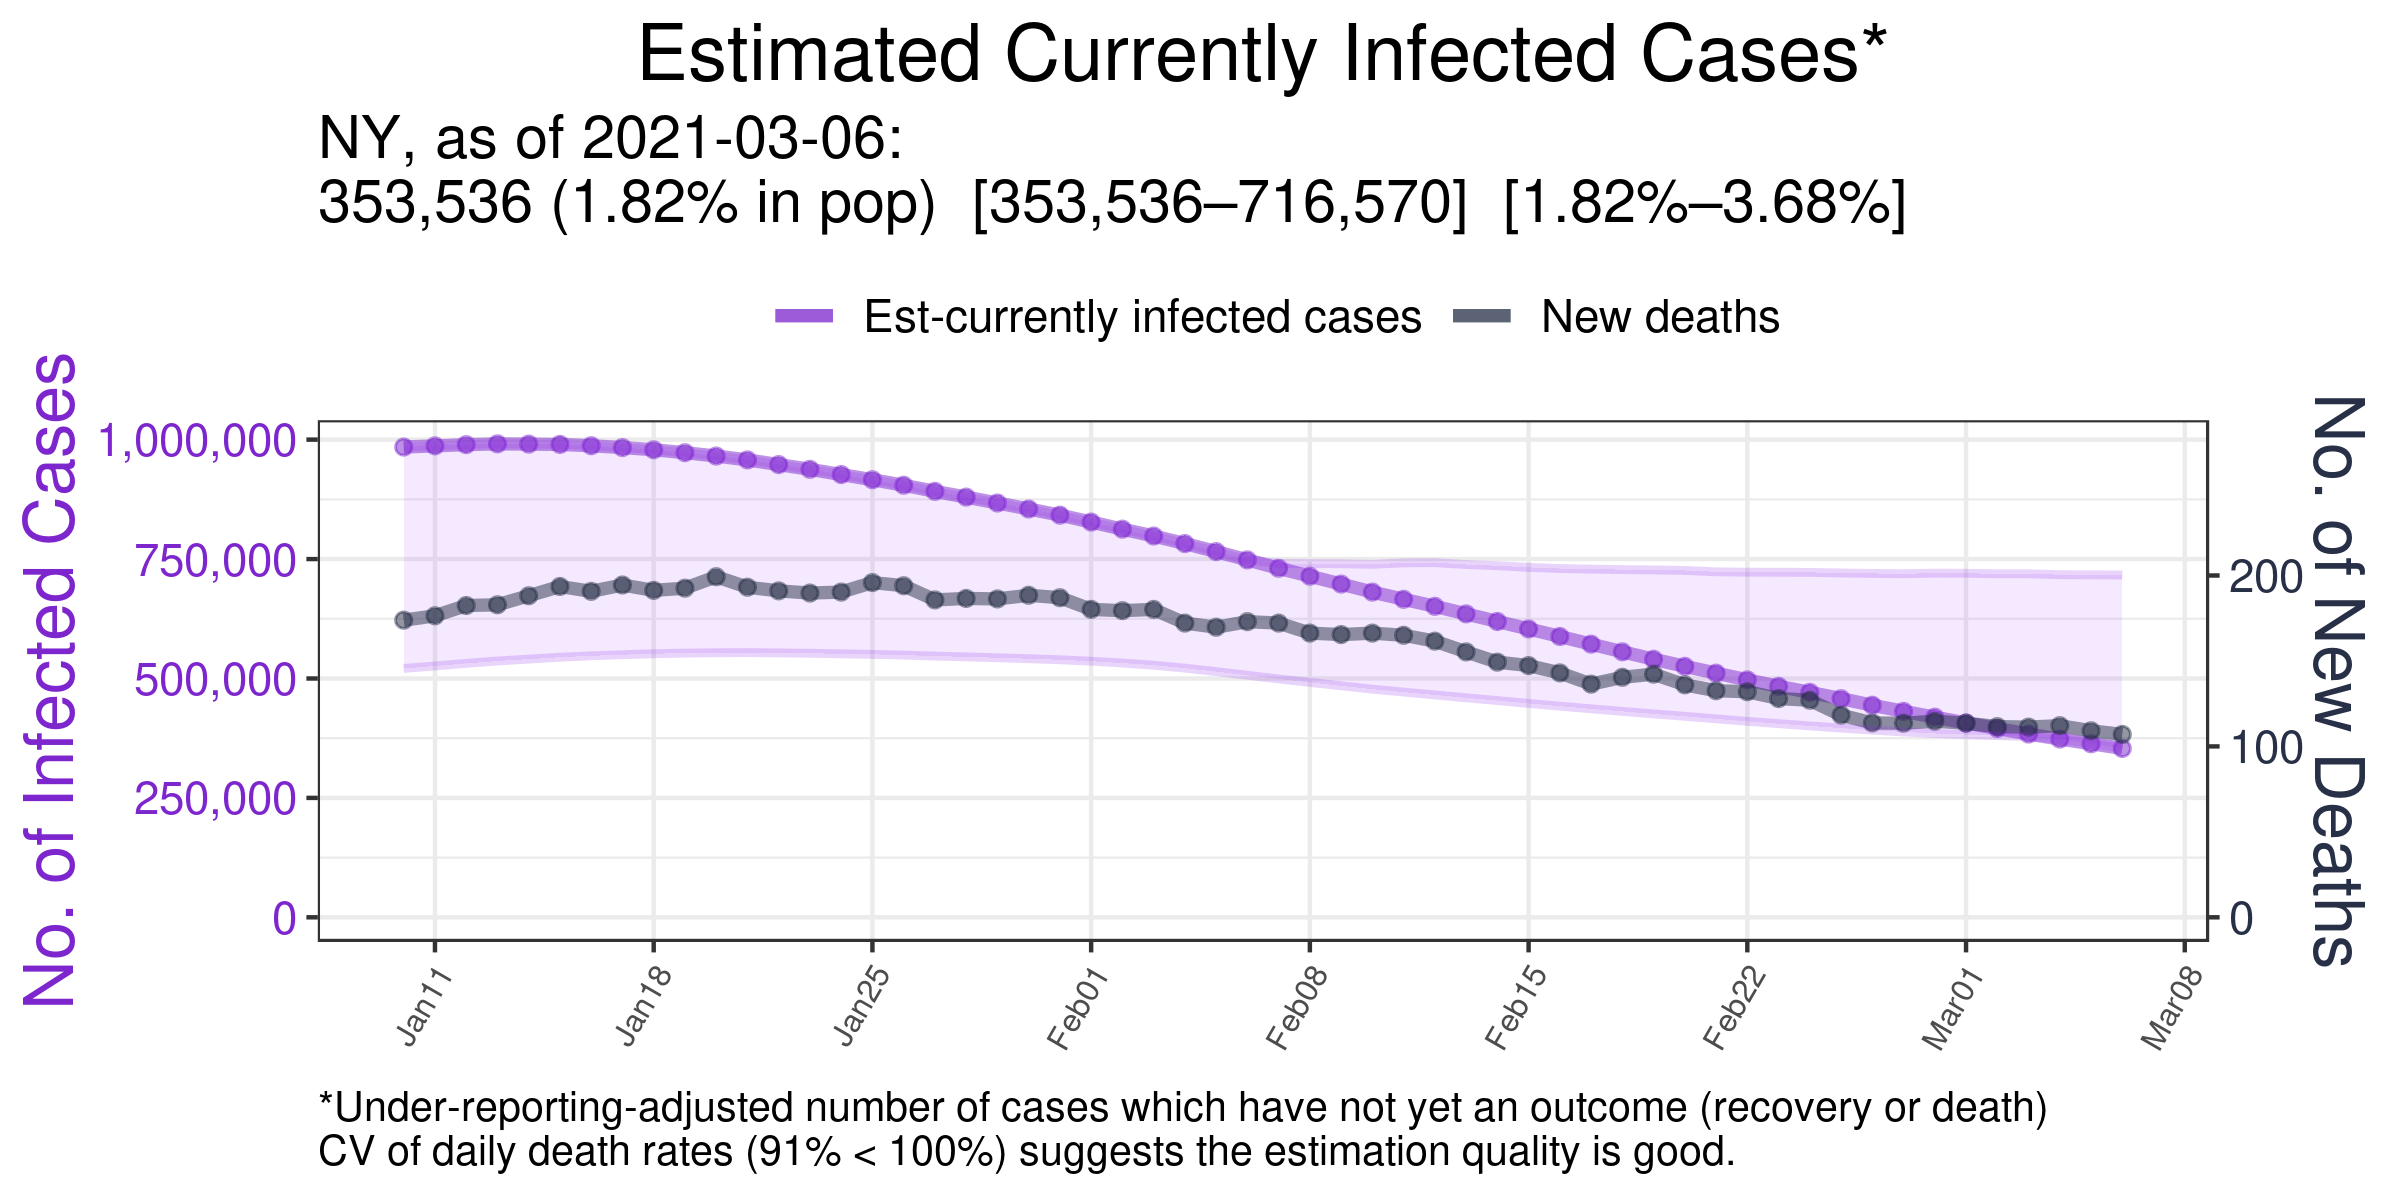 Estimated Currently Infected Cases*
NY, as of 2021-03-06:
353,536 (1.82% in pop)  [353,536–716,570]  [1.82%–3.68%]
Est-currently infected cases
New deaths
No. of Infected Cases
1,000,000
750,000
500,000
250,000
0
No. of New Deaths
200
100
0
Jan11
Jan18
Jan25
Feb01
Feb08
Feb15
Feb22
Mar01
Mar08
*Under-reporting-adjusted number of cases which have not yet an outcome (recovery or death)
CV of daily death rates (91% < 100%) suggests the estimation quality is good.